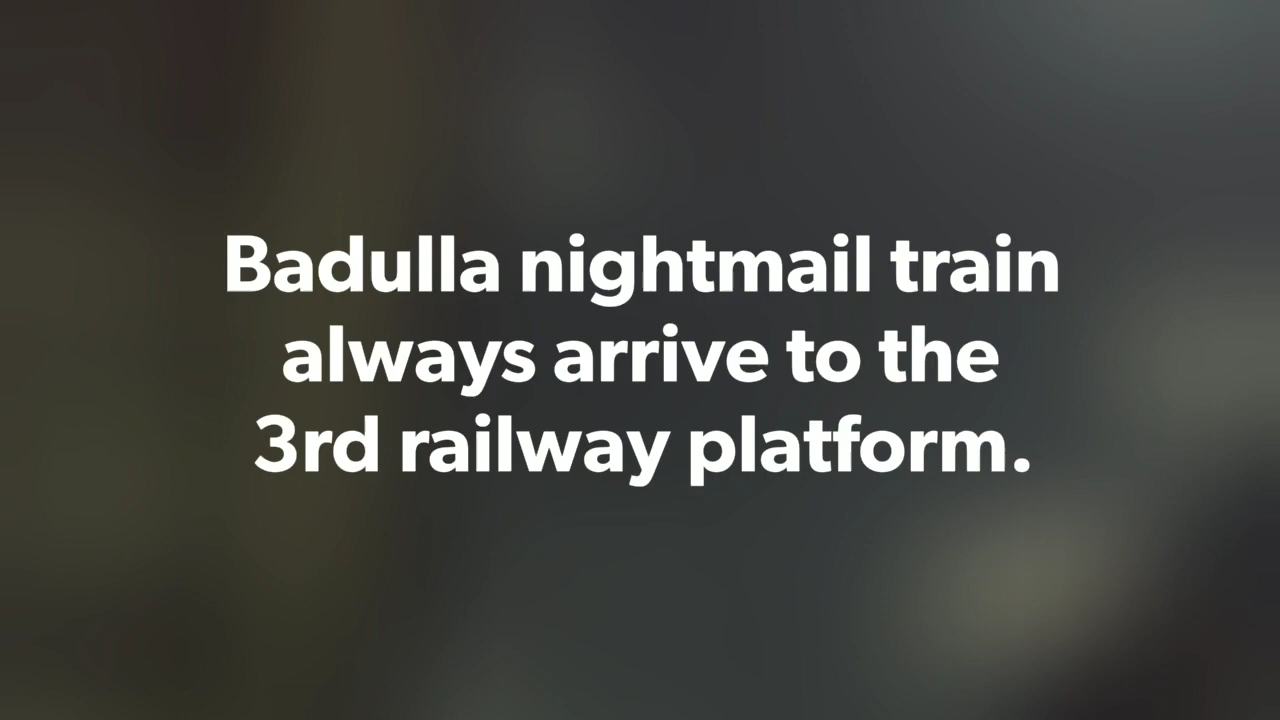 Badulla nightmail train
always arrive to the
3rd railway platform.